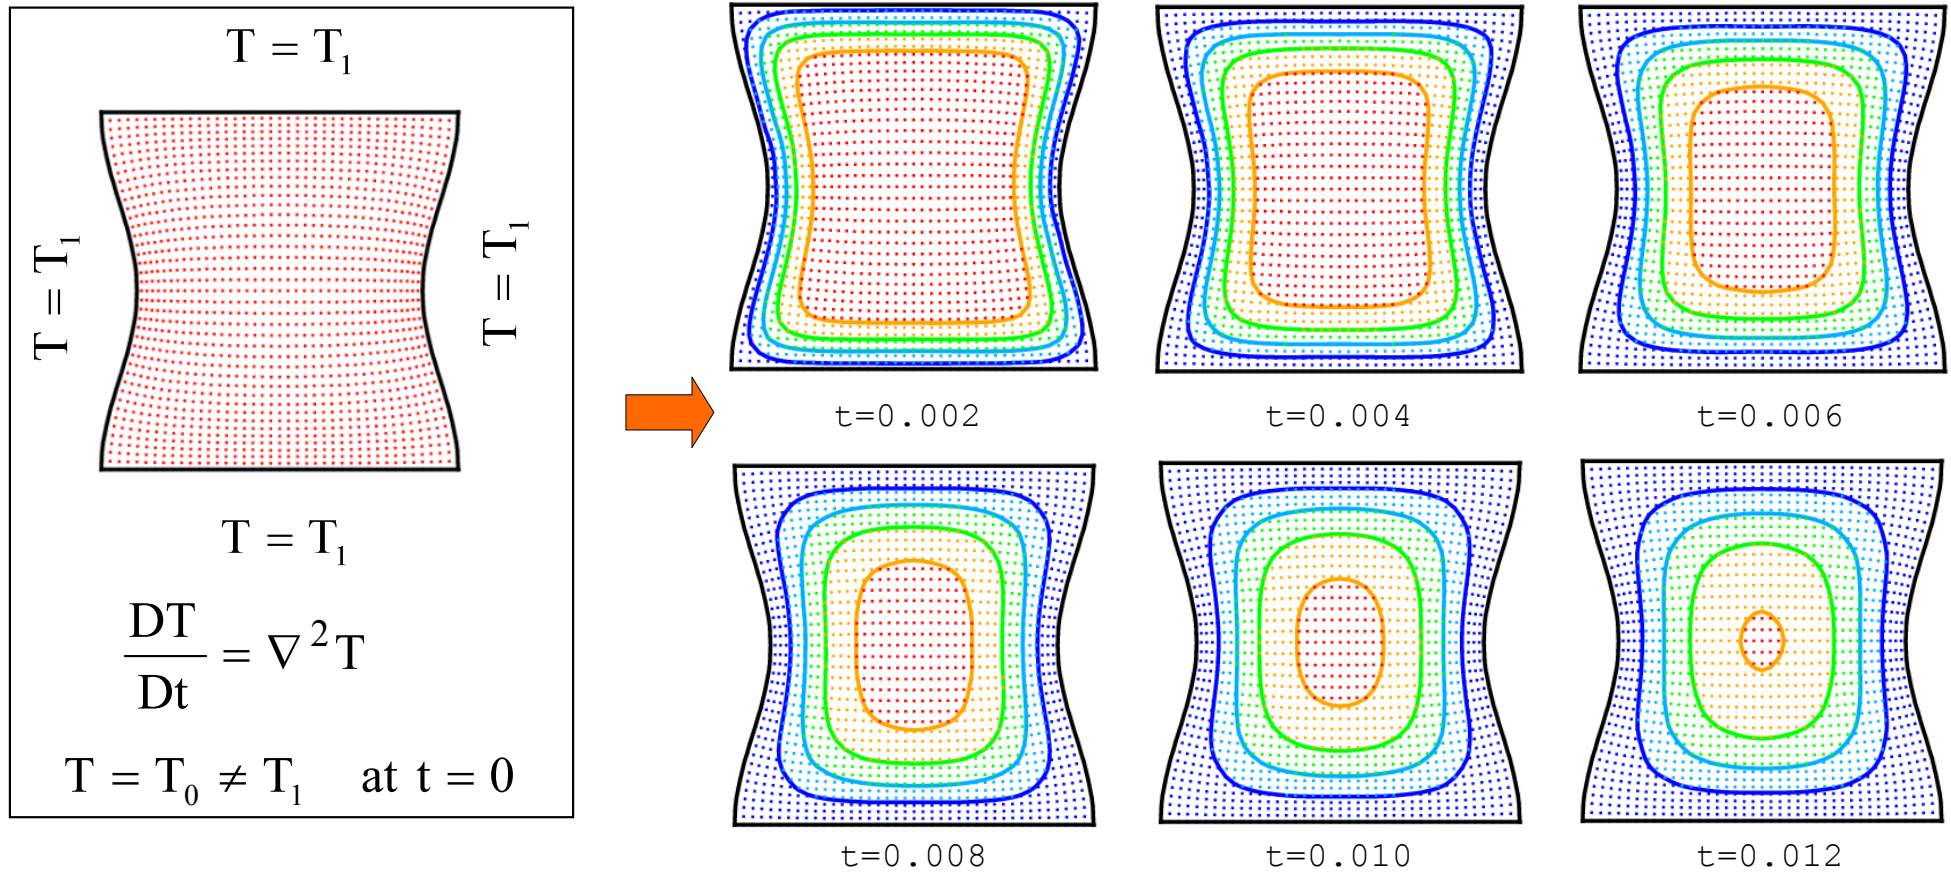 T = T₁
T = T₁
T = T₁
T = T₁
DT/Dt = ∇²T
T = T₀ ≠ T₁ at t = 0
t=0.002
t=0.004
t=0.006
t=0.008
t=0.010
t=0.012